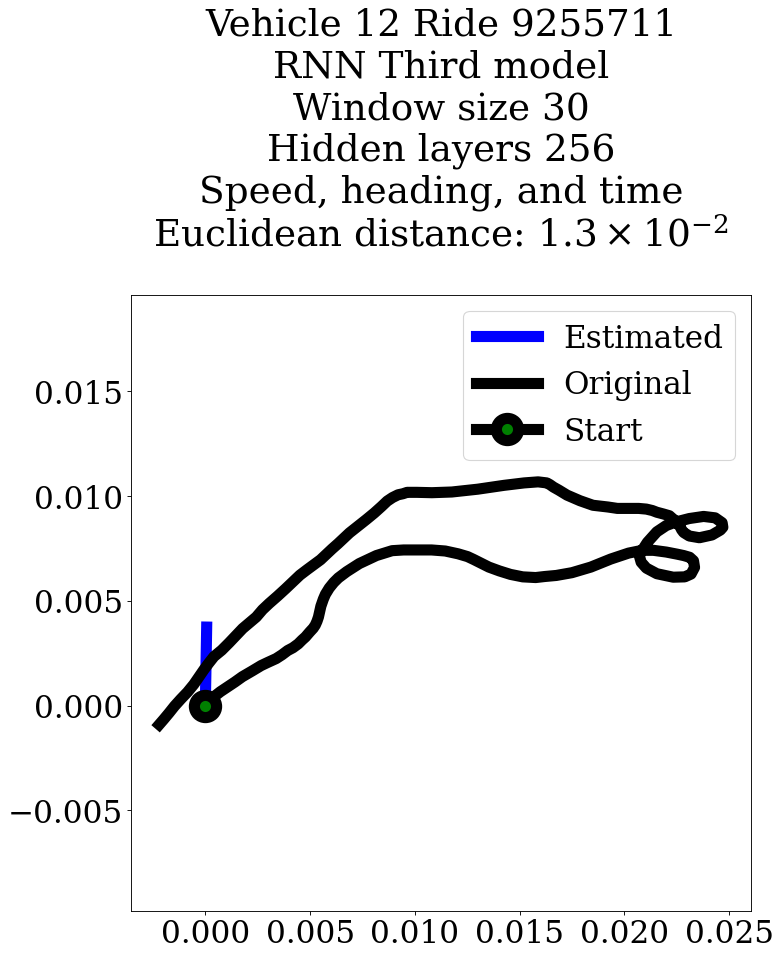 Vehicle 12 Ride 9255711
RNN Third model
Window size 30
Hidden layers 256
Speed, heading, and time
Euclidean distance: 1.3 × 10⁻²
Estimated
Original
Start
0.015
0.010
0.005
0.000
−0.005
0.000 0.005 0.010 0.015 0.020 0.025